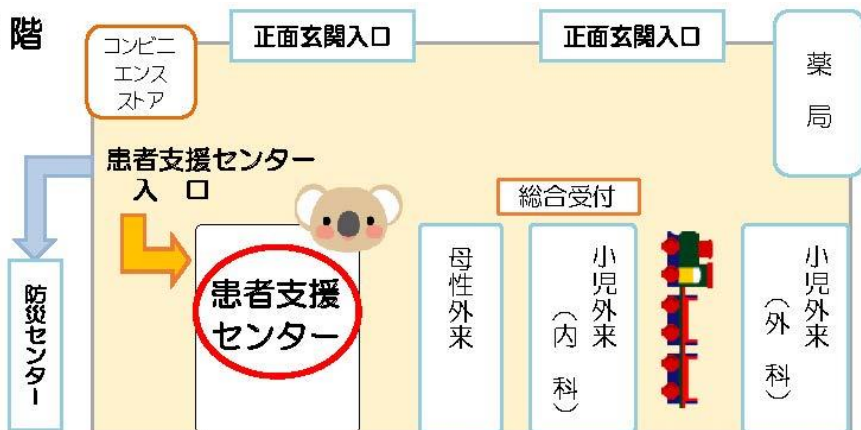 階
コンビニ
エンス
ストア
正面玄関入口
正面玄関入口
薬
局
患者支援センター
入 口
総合受付
防災センター
患者支援
センター
母性外来
小児外来
（内 科）
小児外来
（外 科）